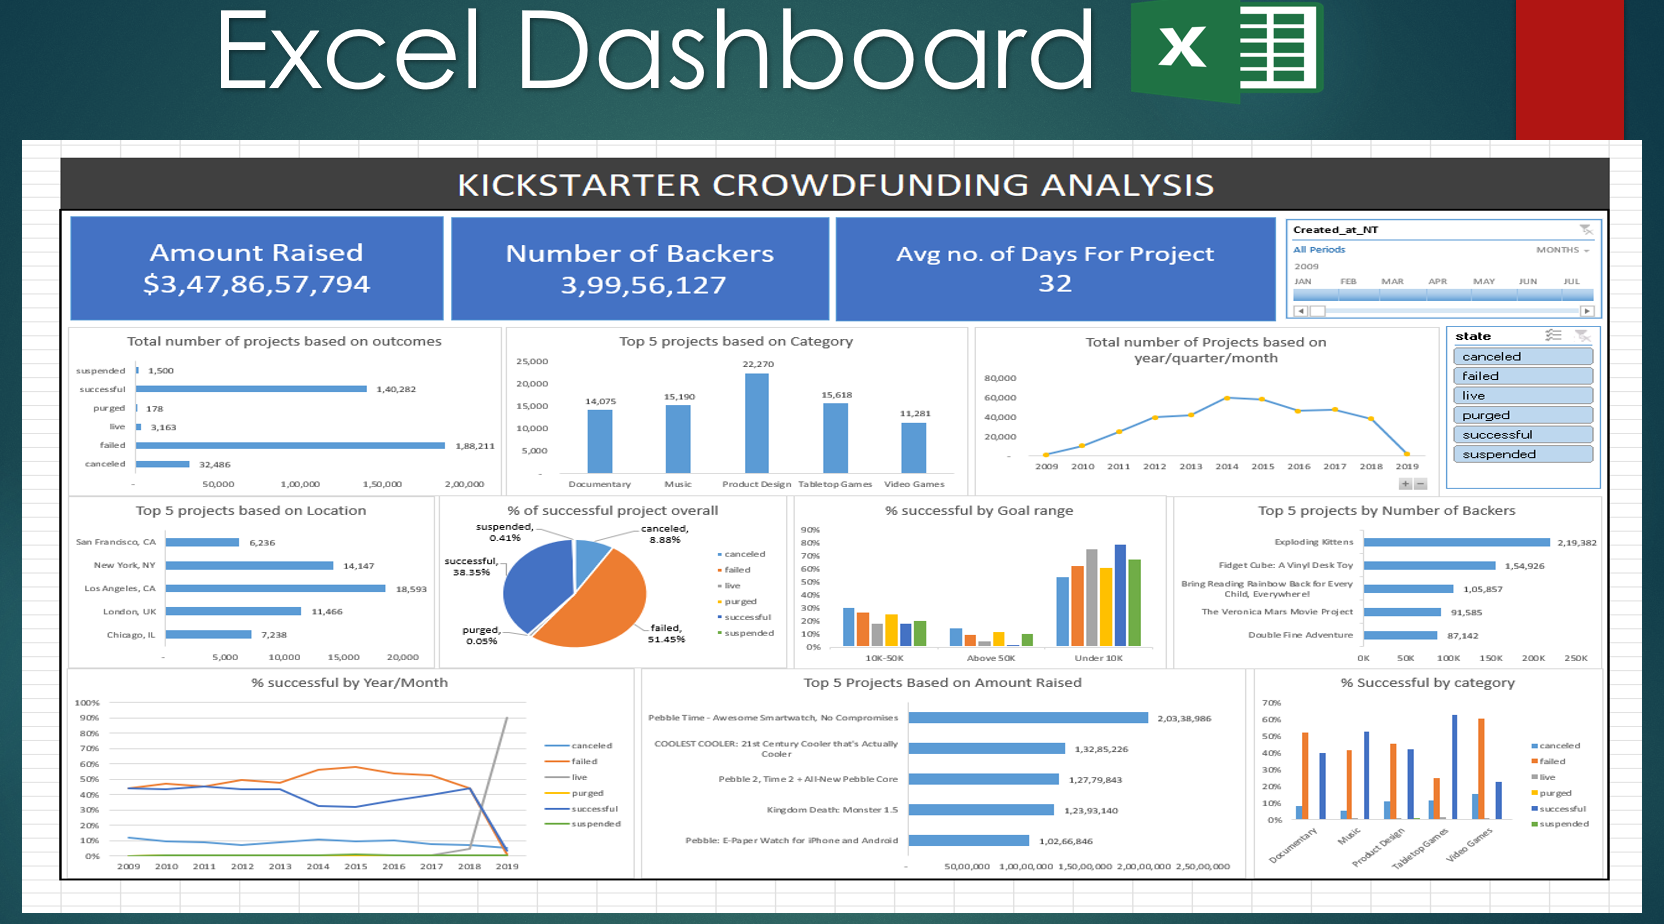 Excel Dashboard
X
KICKSTARTER CROWDFUNDING ANALYSIS
Amount Raised
$3,47,86,57,794
Number of Backers
3,99,56,127
Avg no. of Days For Project
32
Created_at_NT
All Periods
MONTHS
2009
JAN FEB MAR APR MAY JUN JUL
Total number of projects based on outcomes
suspended 1,500
successful 1,40,282
purged 178
live 3,163
failed 1,88,211
canceled 32,486
- 50,000 1,00,000 1,50,000 2,00,000
Top 5 projects based on Category
25,000
20,000
15,000
10,000
5,000
-
14,075 15,190 22,270 15,618 11,281
Documentary Music Product Design Tabletop Games Video Games
Total number of Projects based on
year/quarter/month
80,000
60,000
40,000
20,000
-
2009 2010 2011 2012 2013 2014 2015 2016 2017 2018 2019
+ −
state
canceled
failed
live
purged
successful
suspended
Top 5 projects based on Location
San Francisco, CA 6,236
New York, NY 14,147
Los Angeles, CA 18,593
London, UK 11,466
Chicago, IL 7,238
- 5,000 10,000 15,000 20,000
% of successful project overall
suspended,
0.41%
canceled,
8.88%
successful,
38.35%
purged,
0.05%
failed,
51.45%
canceled
failed
live
purged
successful
suspended
% successful by Goal range
90%
80%
70%
60%
50%
40%
30%
20%
10%
0%
10K-50K Above 50K Under 10K
Top 5 projects by Number of Backers
Exploding Kittens 2,19,382
Fidget Cube: A Vinyl Desk Toy 1,54,926
Bring Reading Rainbow Back for Every
Child, Everywhere! 1,05,857
The Veronica Mars Movie Project 91,585
Double Fine Adventure 87,142
0K 50K 100K 150K 200K 250K
% successful by Year/Month
100%
90%
80%
70%
60%
50%
40%
30%
20%
10%
0%
2009 2010 2011 2012 2013 2014 2015 2016 2017 2018 2019
canceled
failed
live
purged
successful
suspended
Top 5 Projects Based on Amount Raised
Pebble Time - Awesome Smartwatch, No Compromises 2,03,38,986
COOLEST COOLER: 21st Century Cooler that's Actually
Cooler 1,32,85,226
Pebble 2, Time 2 + All-New Pebble Core 1,27,79,843
Kingdom Death: Monster 1.5 1,23,93,140
Pebble: E-Paper Watch for iPhone and Android 1,02,66,846
- 50,00,000 1,00,00,000 1,50,00,000 2,00,00,000 2,50,00,000
% Successful by category
70%
60%
50%
40%
30%
20%
10%
0%
Documentary Music Product Design Tabletop Games Video Games
canceled
failed
live
purged
successful
suspended